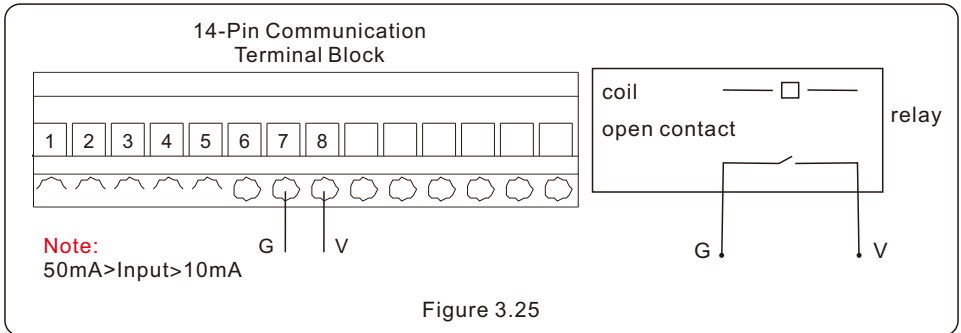 14-Pin Communication
Terminal Block
coil
open contact
relay
1 2 3 4 5 6 7 8
G V
G V
Note:
50mA>Input>10mA
Figure 3.25